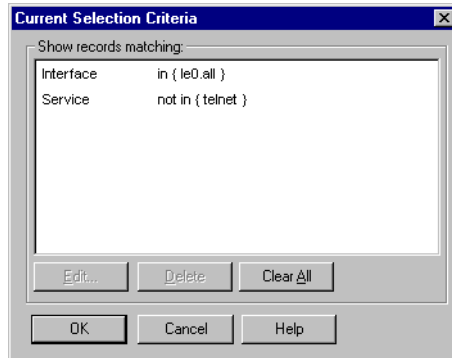 Current Selection Criteria
Show records matching:
Interface in { le0.all }
Service not in { telnet }
Edit... Delete Clear All
OK Cancel Help